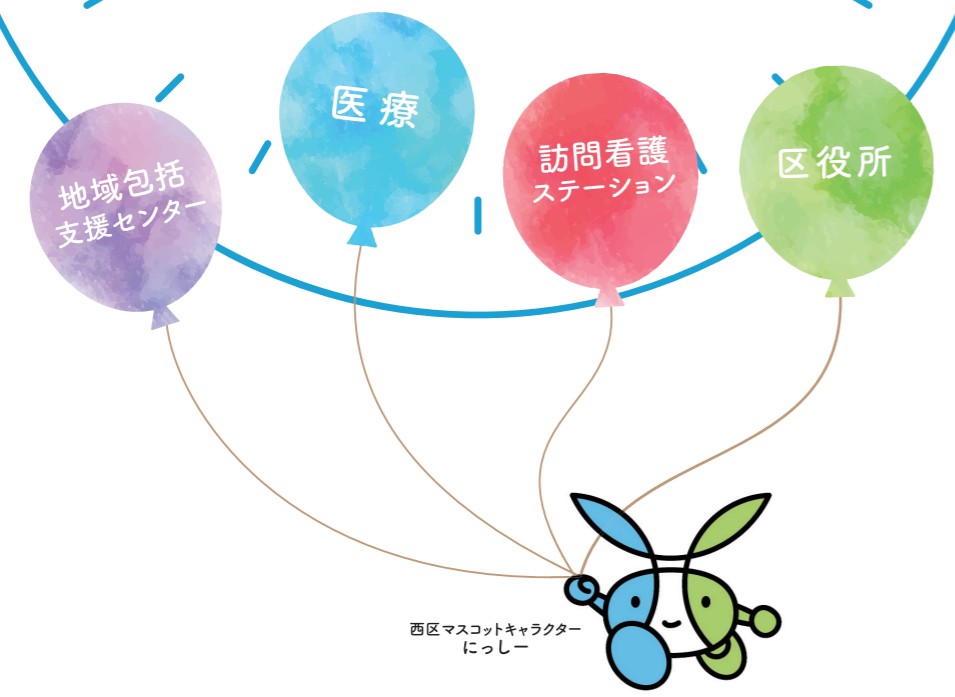 地域包括
支援センター
医療
訪問看護
ステーション
区役所
西区マスコットキャラクター
にっしー